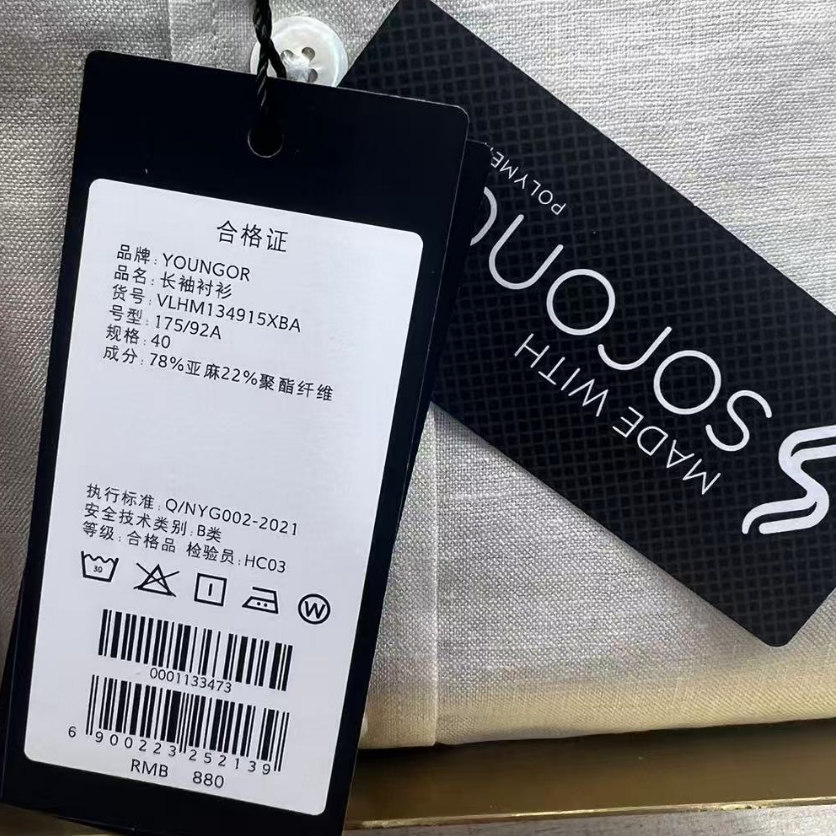 合格证
品牌: YOUNGOR
品名: 长袖衬衫
货号: VLHM134915XBA
号型: 175/92A
规格: 40
成分: 78%亚麻22%聚酯纤维
执行标准: Q/NYG002-2021
安全技术类别: B类
等级: 合格品 检验员: HC03
30
W
0001133473
6 900223 252139
RMB 880
MADE WITH